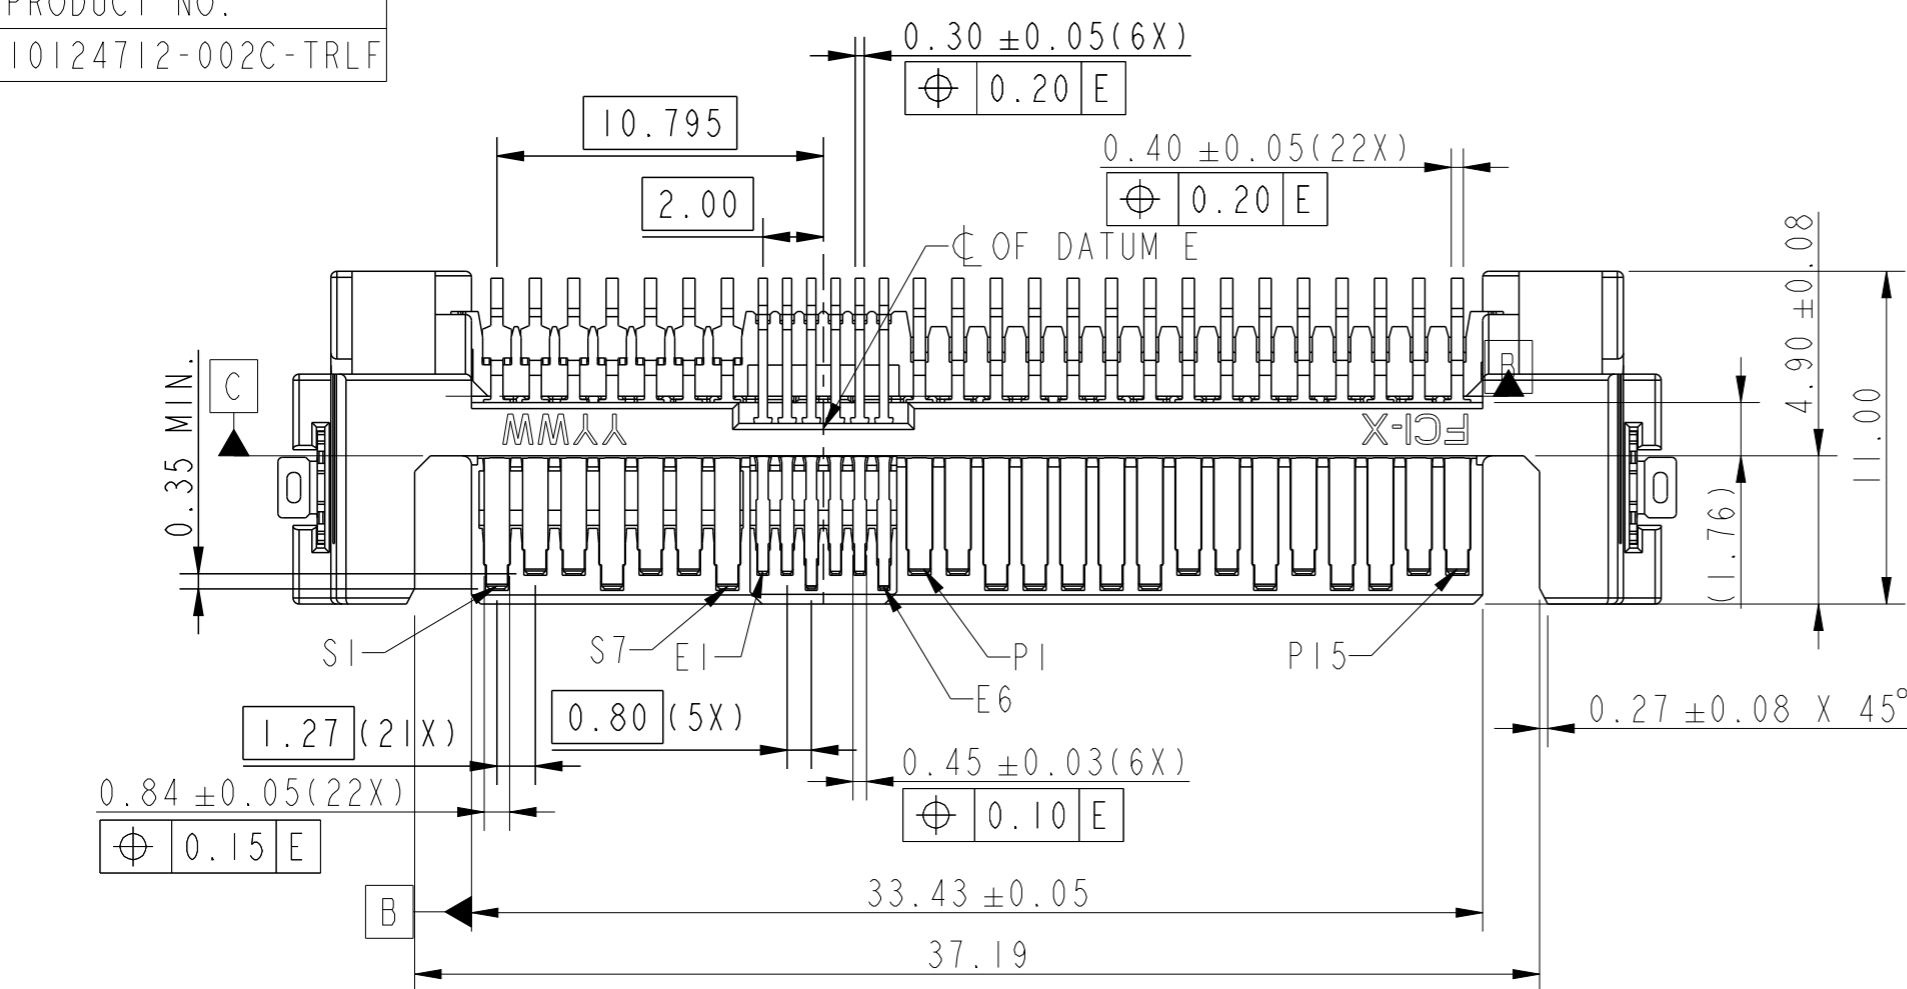 PRODUCT NO.
10124712-002C-TRLF
0.30 ±0.05(6X)
⌖ 0.20 E
10.795
0.40 ±0.05(22X)
⌖ 0.20 E
2.00
℄ OF DATUM E
4.90 ±0.08
11.00
0.35 MIN.
C
B
YYWW
FCI-X
(1.76)
S1
S7
E1
P1
P15
E6
0.27 ±0.08 X 45°
1.27 (21X)
0.80 (5X)
0.84 ±0.05(22X)
⌖ 0.15 E
0.45 ±0.03(6X)
⌖ 0.10 E
B
33.43 ±0.05
37.19